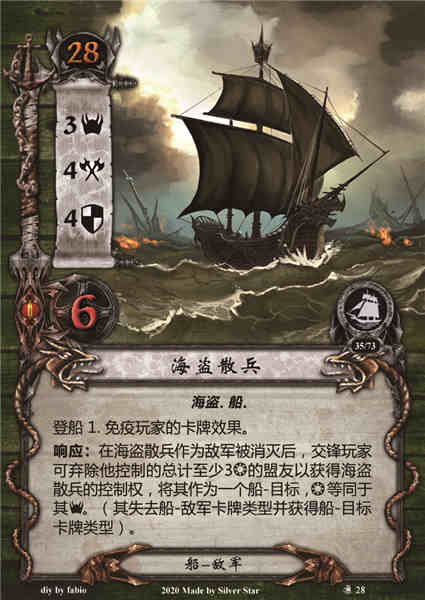 28
3
4
4
6
35/73
海盗散兵
海盗. 船.
登船 1. 免疫玩家的卡牌效果。
响应：在海盗散兵作为敌军被消灭后，交锋玩家
可弃除他控制的总计至少3的盟友以获得海盗
散兵的控制权，将其作为一个船-目标，等同于
其。（其失去船-敌军卡牌类型并获得船-目标
卡牌类型）。
船-敌军
diy by fabio
2020 Made by Silver Star
28